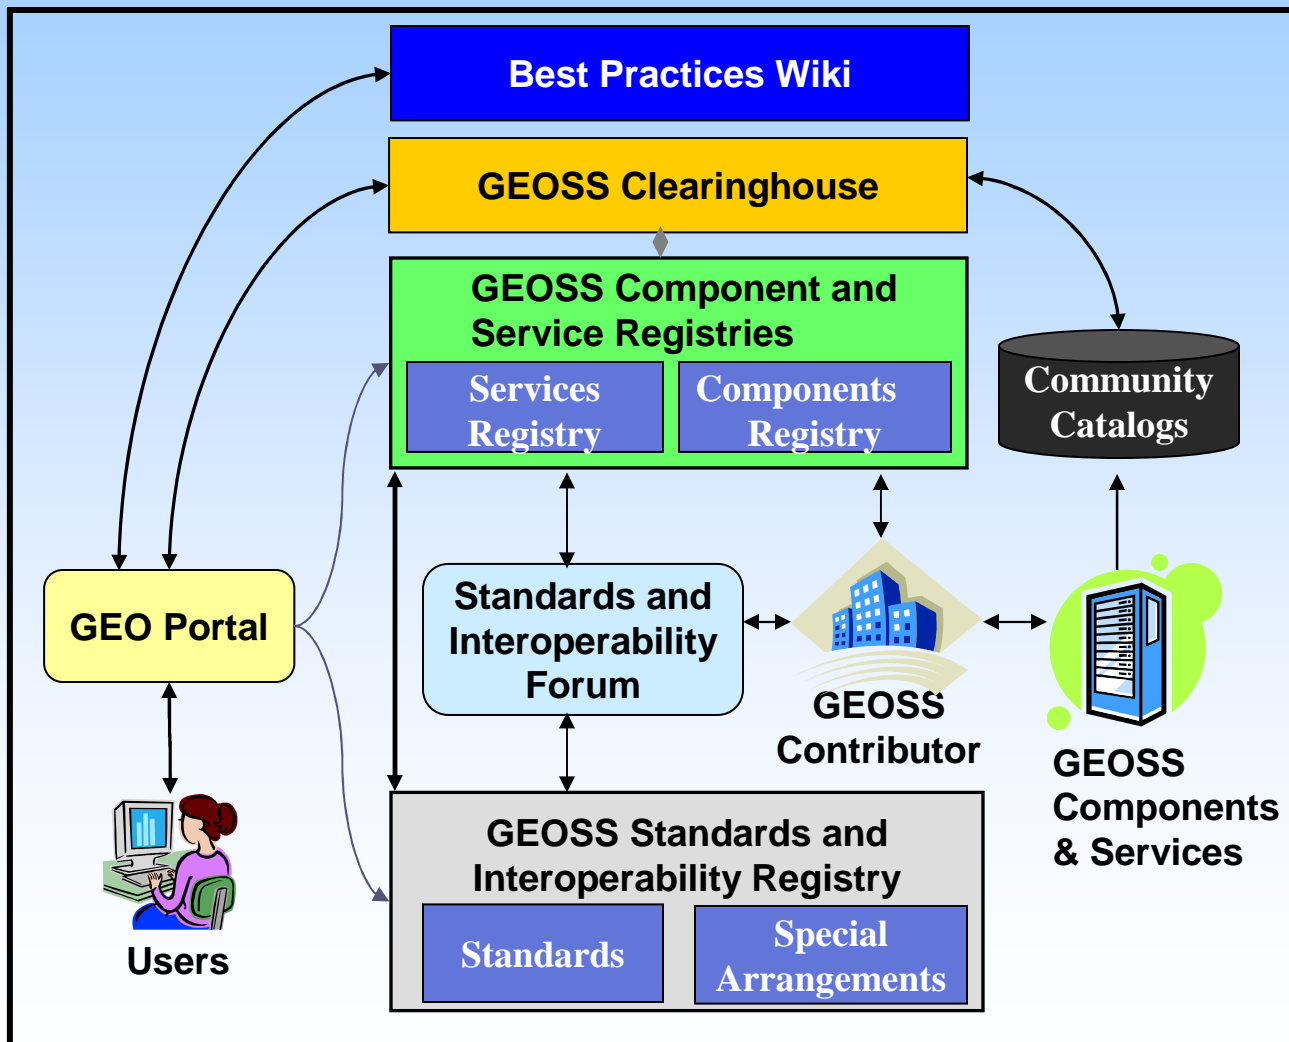 Best Practices Wiki
GEOSS Clearinghouse
GEOSS Component and
Service Registries
Services
Registry
Components
Registry
Community
Catalogs
GEO Portal
Standards and
Interoperability
Forum
GEOSS
Contributor
GEOSS
Components
& Services
Users
GEOSS Standards and
Interoperability Registry
Standards
Special
Arrangements